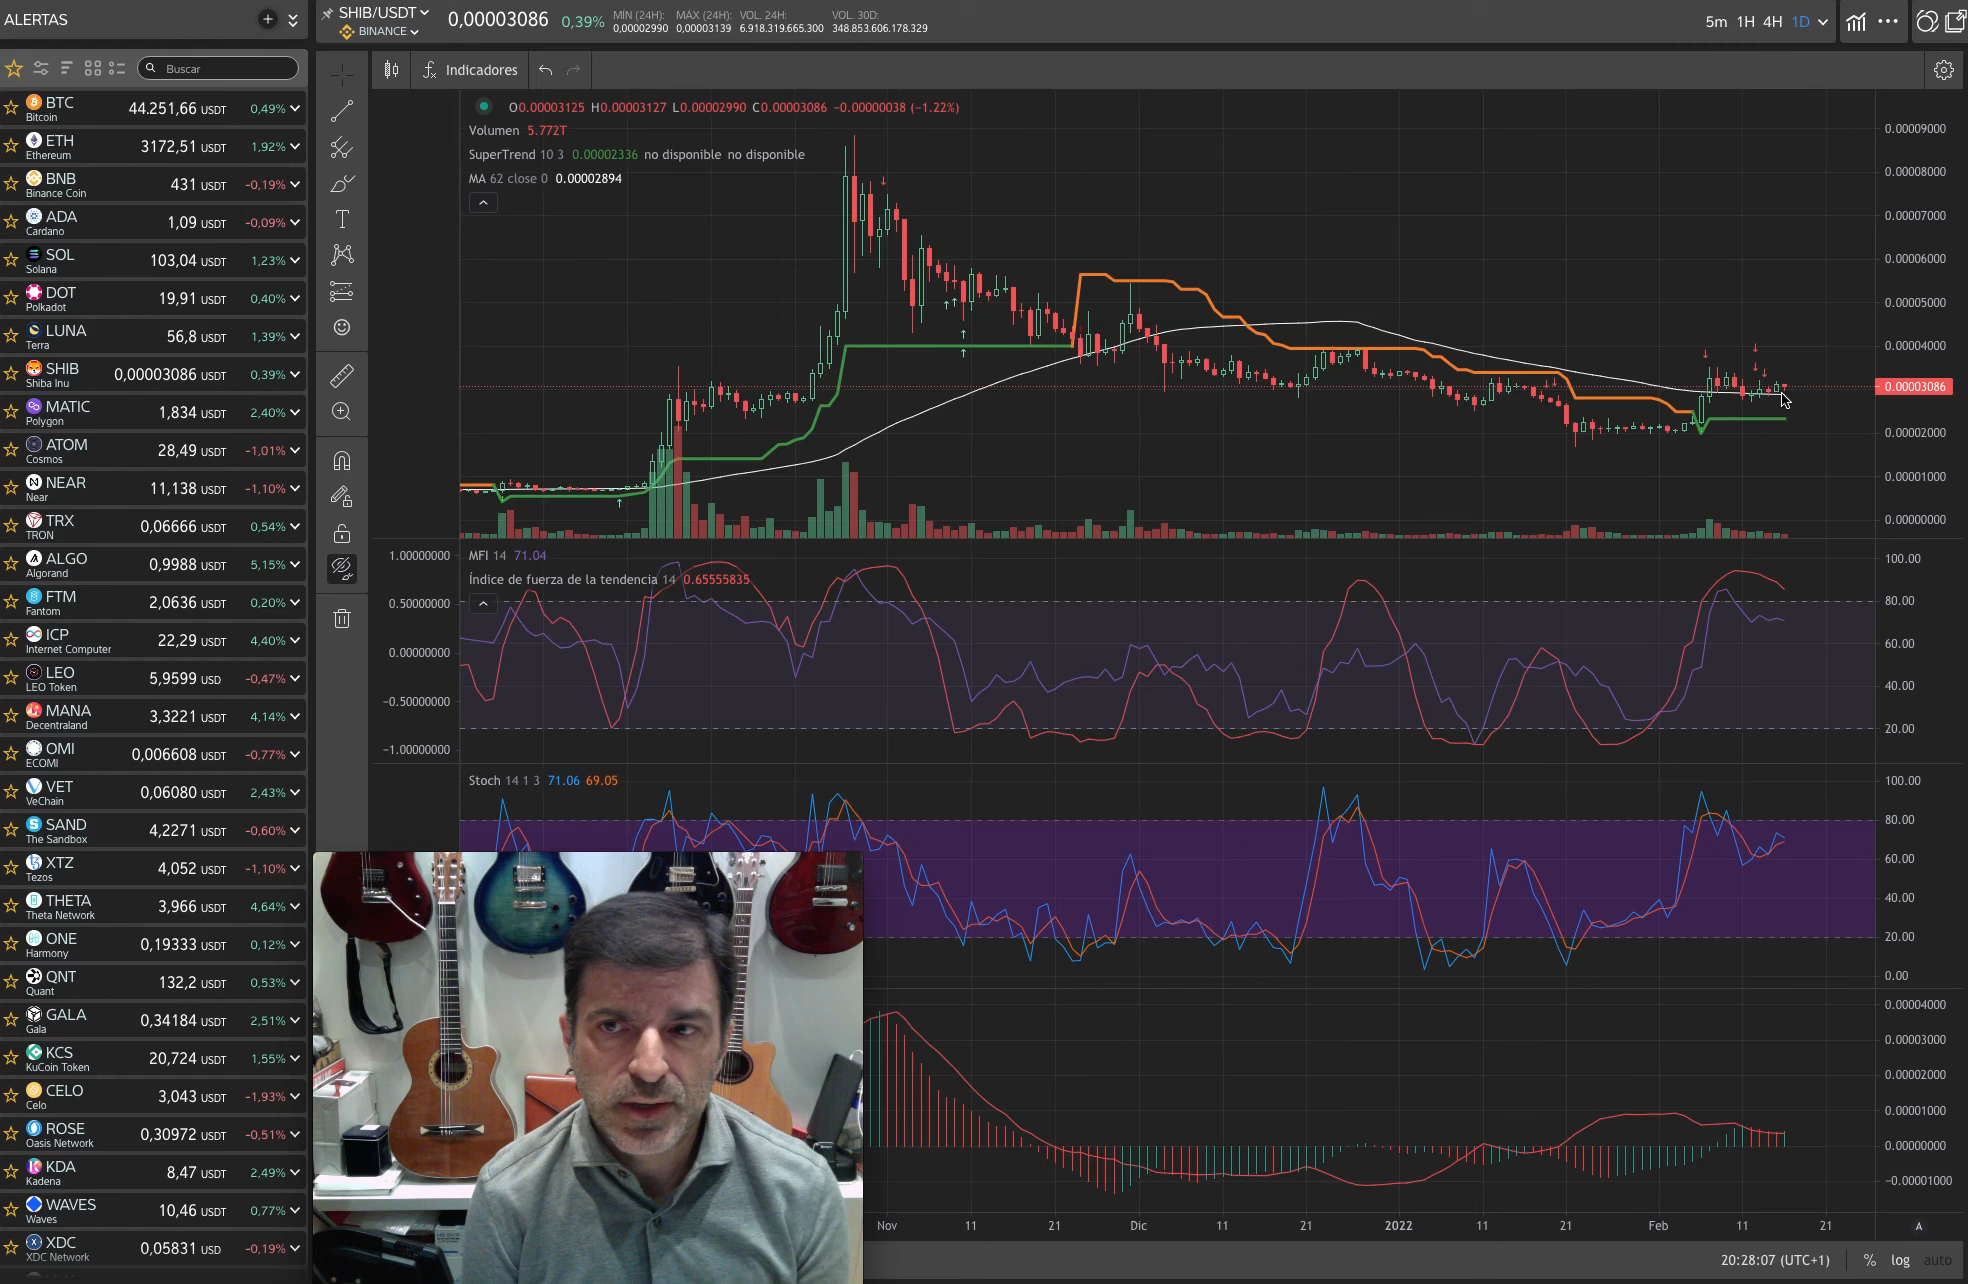 ALERTAS
SHIB/USDT
BINANCE
0,00003086 0,39%
MÍN (24H): MÁX (24H): VOL. 24H: VOL. 30D:
0,00002990 0,00003139 6.918.319.665.300 348.853.606.178.329
5m 1H 4H 1D
Buscar
Indicadores
BTC 44.251,66 USDT 0,49%
Bitcoin
ETH 3172,51 USDT 1,92%
Ethereum
BNB 431 USDT -0,19%
Binance Coin
ADA 1,09 USDT -0,09%
Cardano
SOL 103,04 USDT 1,23%
Solana
DOT 19,91 USDT 0,40%
Polkadot
LUNA 56,8 USDT 1,39%
Terra
SHIB 0,00003086 USDT 0,39%
Shiba Inu
MATIC 1,834 USDT 2,40%
Polygon
ATOM 28,49 USDT -1,01%
Cosmos
NEAR 11,138 USDT -1,10%
Near
TRX 0,06666 USDT 0,54%
TRON
ALGO 0,9988 USDT 5,15%
Algorand
FTM 2,0636 USDT 0,20%
Fantom
ICP 22,29 USDT 4,40%
Internet Computer
LEO 5,9599 USD -0,47%
LEO Token
MANA 3,3221 USDT 4,14%
Decentraland
OMI 0,006608 USDT -0,77%
ECOMI
VET 0,06080 USDT 2,43%
VeChain
SAND 4,2271 USDT -0,60%
The Sandbox
XTZ 4,052 USDT -1,10%
Tezos
THETA 3,966 USDT 4,64%
Theta Network
ONE 0,19333 USDT 0,12%
Harmony
QNT 132,2 USDT 0,53%
Quant
GALA 0,34184 USDT 2,51%
Gala
KCS 20,724 USDT 1,55%
KuCoin Token
CELO 3,043 USDT -1,93%
Celo
ROSE 0,30972 USDT -0,51%
Oasis Network
KDA 8,47 USDT 2,49%
Kadena
WAVES 10,46 USDT 0,77%
Waves
XDC 0,05831 USD -0,19%
XDC Network
O0.00003125 H0.00003127 L0.00002990 C0.00003086 −0.00000038 (−1.22%)
Volumen 5.772T
SuperTrend 10 3 0.00002336 no disponible no disponible
MA 62 close 0 0.00002894
0.00009000
0.00008000
0.00007000
0.00006000
0.00005000
0.00004000
0.00003086
0.00002000
0.00001000
0.00000000
MFI 14 71.04
Índice de fuerza de la tendencia 14 0.65555835
1.00000000
0.50000000
0.00000000
−0.50000000
−1.00000000
100.00
80.00
60.00
40.00
20.00
Stoch 14 1 3 71.06 69.05
100.00
80.00
60.00
40.00
20.00
0.00
0.00004000
0.00003000
0.00002000
0.00001000
0.00000000
-0.00001000
Nov 11 21 Dic 11 21 2022 11 21 Feb 11 21 A
20:28:07 (UTC+1) % log auto